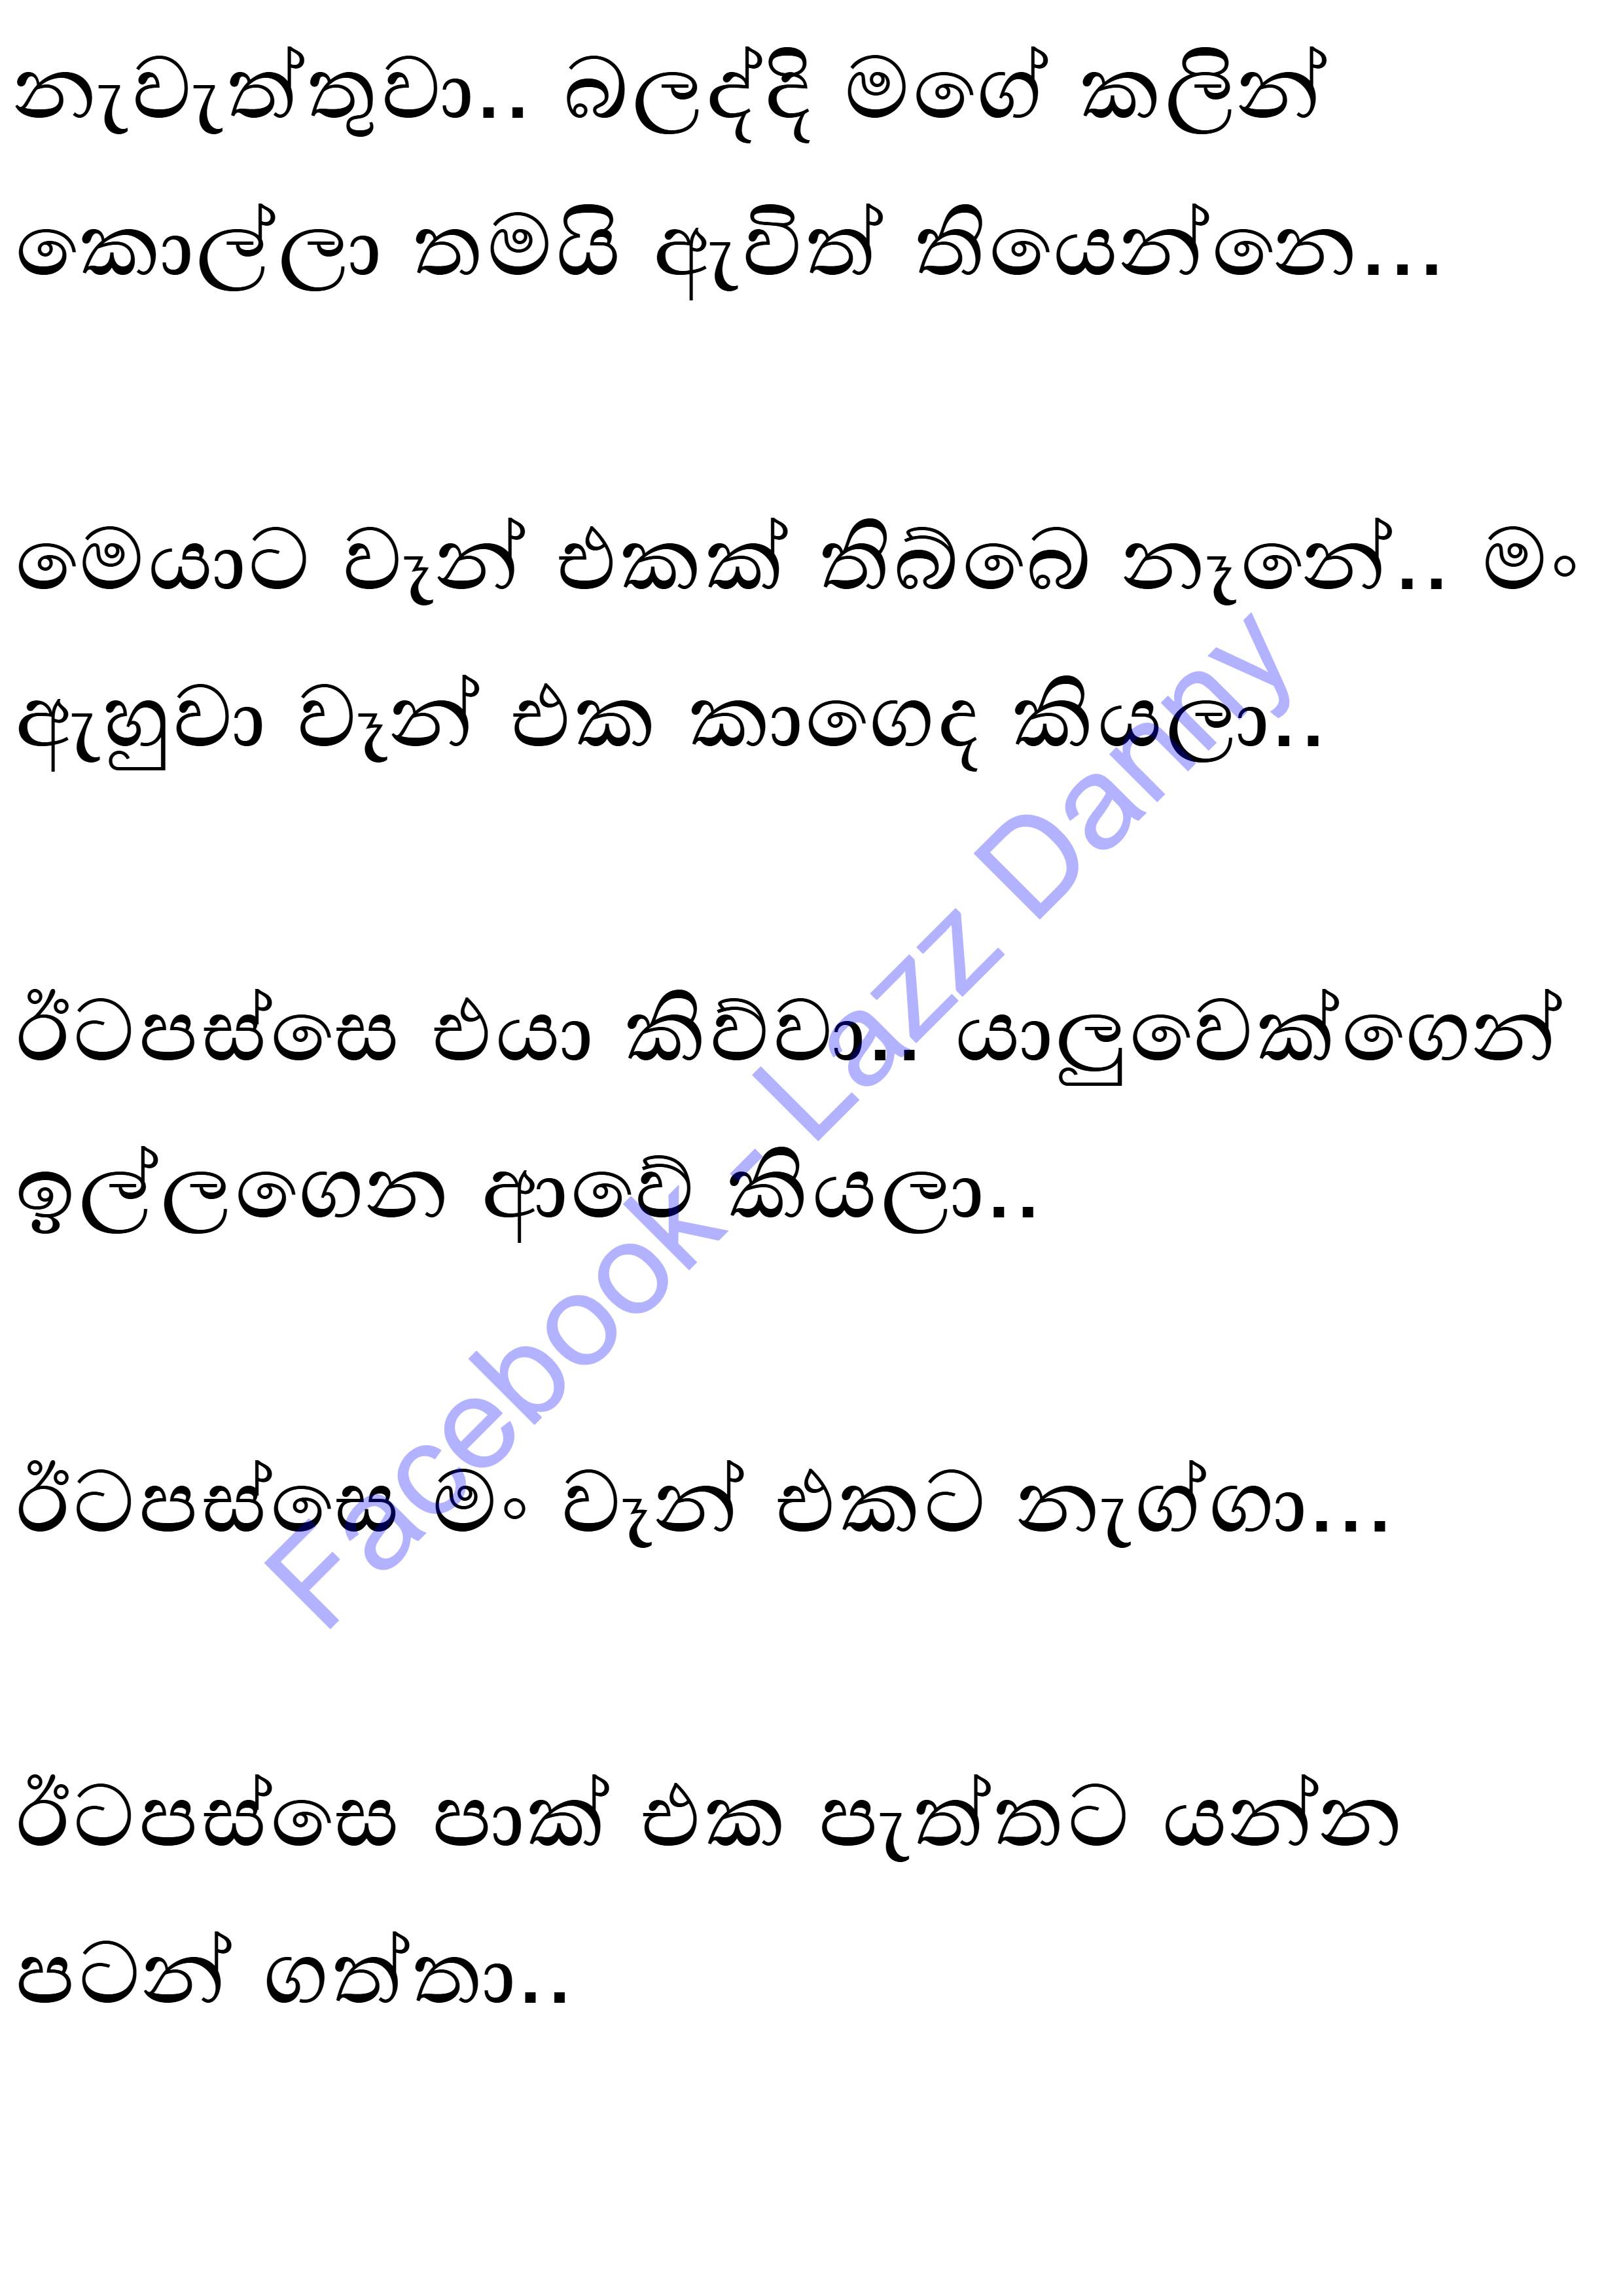 නැවැත්තුවා.. බලද්දි මගේ කලින්
කොල්ලා තමයි ඇවිත් තියෙන්නෙ...
මෙයාට වෑන් එකක් තිබ්බෙ නෑනේ.. මං
ඇහුවා වෑන් එක කාගෙද කියලා..
ඊටපස්සෙ එයා කිව්වා.. යාලුවෙක්ගෙන්
ඉල්ලගෙන ආවේ කියලා..
ඊටපස්සෙ මං වෑන් එකට නැග්ගා...
ඊටපස්සෙ පාක් එක පැත්තට යන්න
පටන් ගත්තා..
Facebook - Lazz Danny